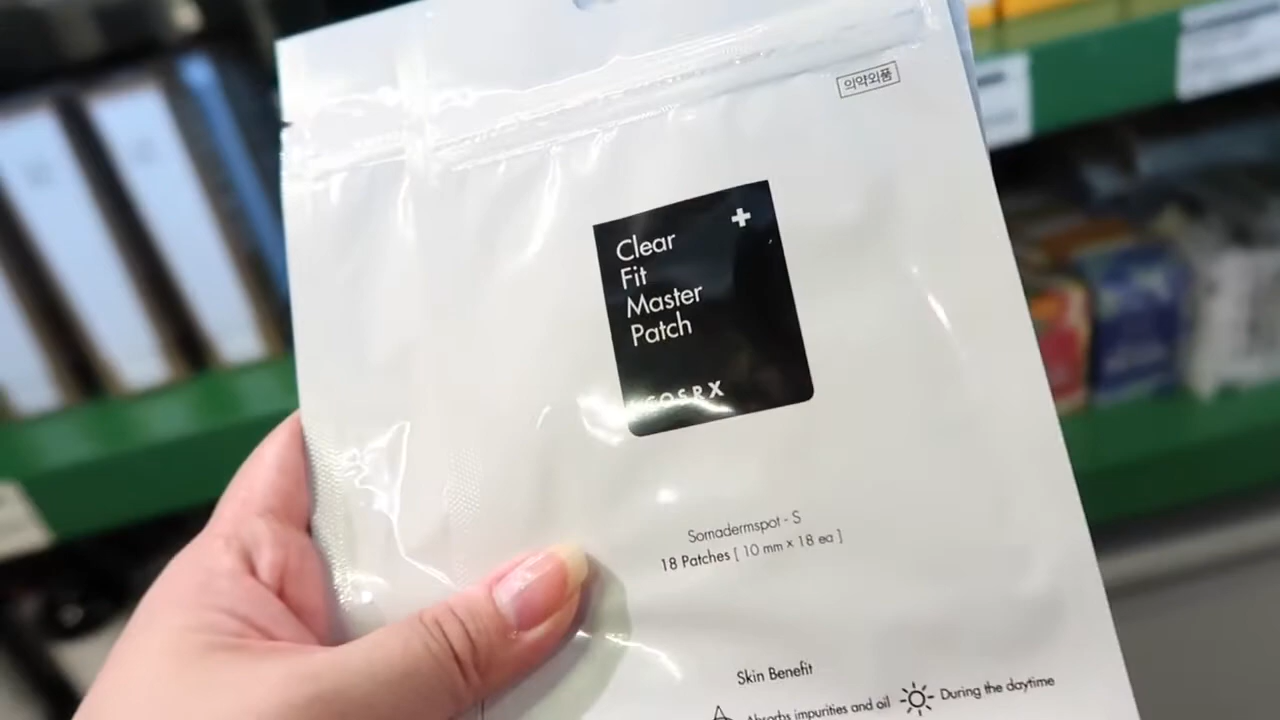 의약외품
Clear
Fit
Master
Patch
COSRX
Somadermspot - S
18 Patches [ 10 mm × 18 ea ]
Skin Benefit
Absorbs impurities and oil
During the daytime